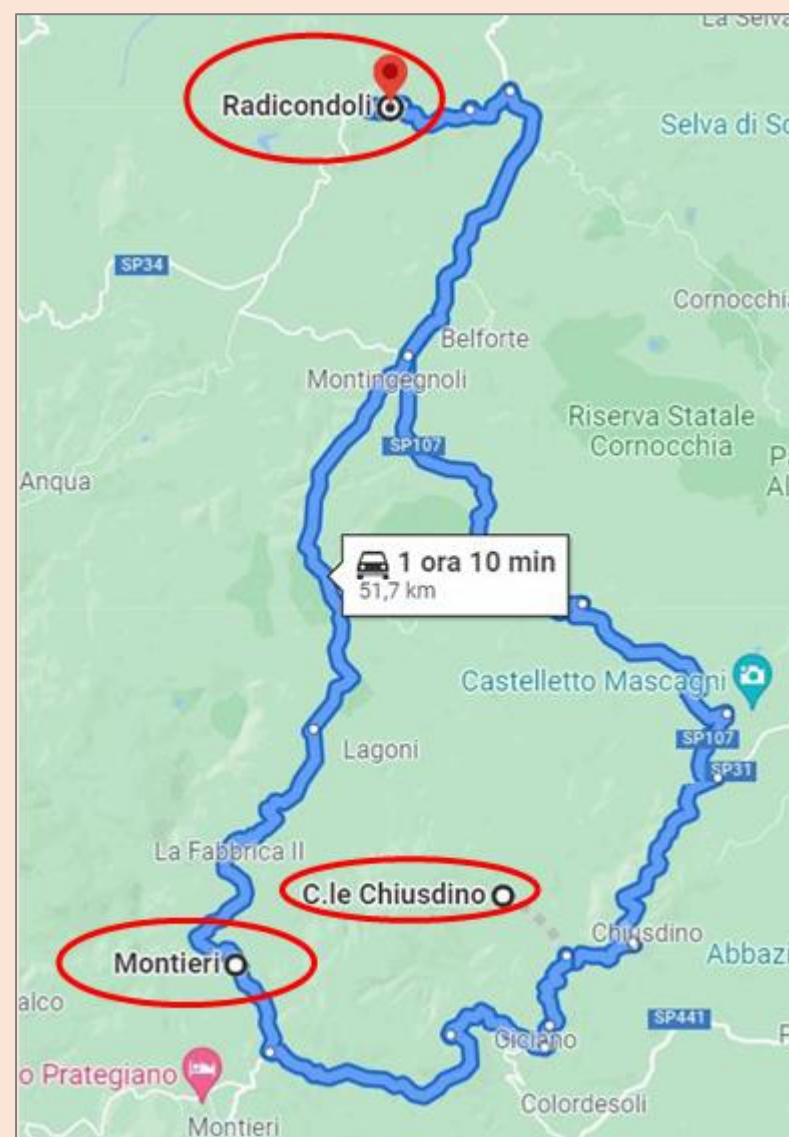 La Selva
Radicondoli
Selva di So
SP34
Cornocchia
Belforte
Montingegnoli
Riserva Statale
Cornocchia
SP107
Anqua
1 ora 10 min
51,7 km
Castelletto Mascagni
SP107
SP31
Lagoni
La Fabbrica II
C.le Chiusdino
Chiusdino
Montieri
Abbazi
alco
SP441
Ciciano
o Prategiano
Colordesoli
Montieri